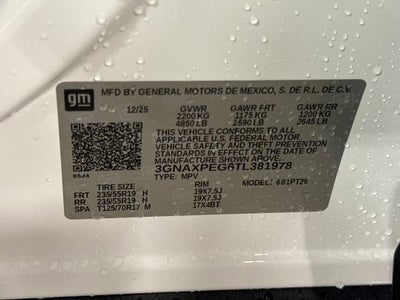 gm
MFD BY GENERAL MOTORS DE MEXICO, S. DE R.L. DE C.V.
12/25 GVWR GAWR FRT GAWR RR
2200 KG 1175 KG 1200 KG
4850 LB 2590 LB 2645 LB
THIS VEHICLE CONFORMS TO ALL
APPLICABLE U.S. FEDERAL MOTOR
VEHICLE SAFETY AND THEFT
PREVENTION STANDARDS IN EFFECT ON THE
DATE OF MANUFACTURE SHOWN ABOVE.
3GNAXPEG6TL381978
TYPE: MPV MODEL: 6S1PT26
8624
TIRE SIZE RIM
FRT 235/55R19 H 19X7.5J
RR 235/55R19 H 19X7.5J
SPA T125/70R17 M 17X4BT